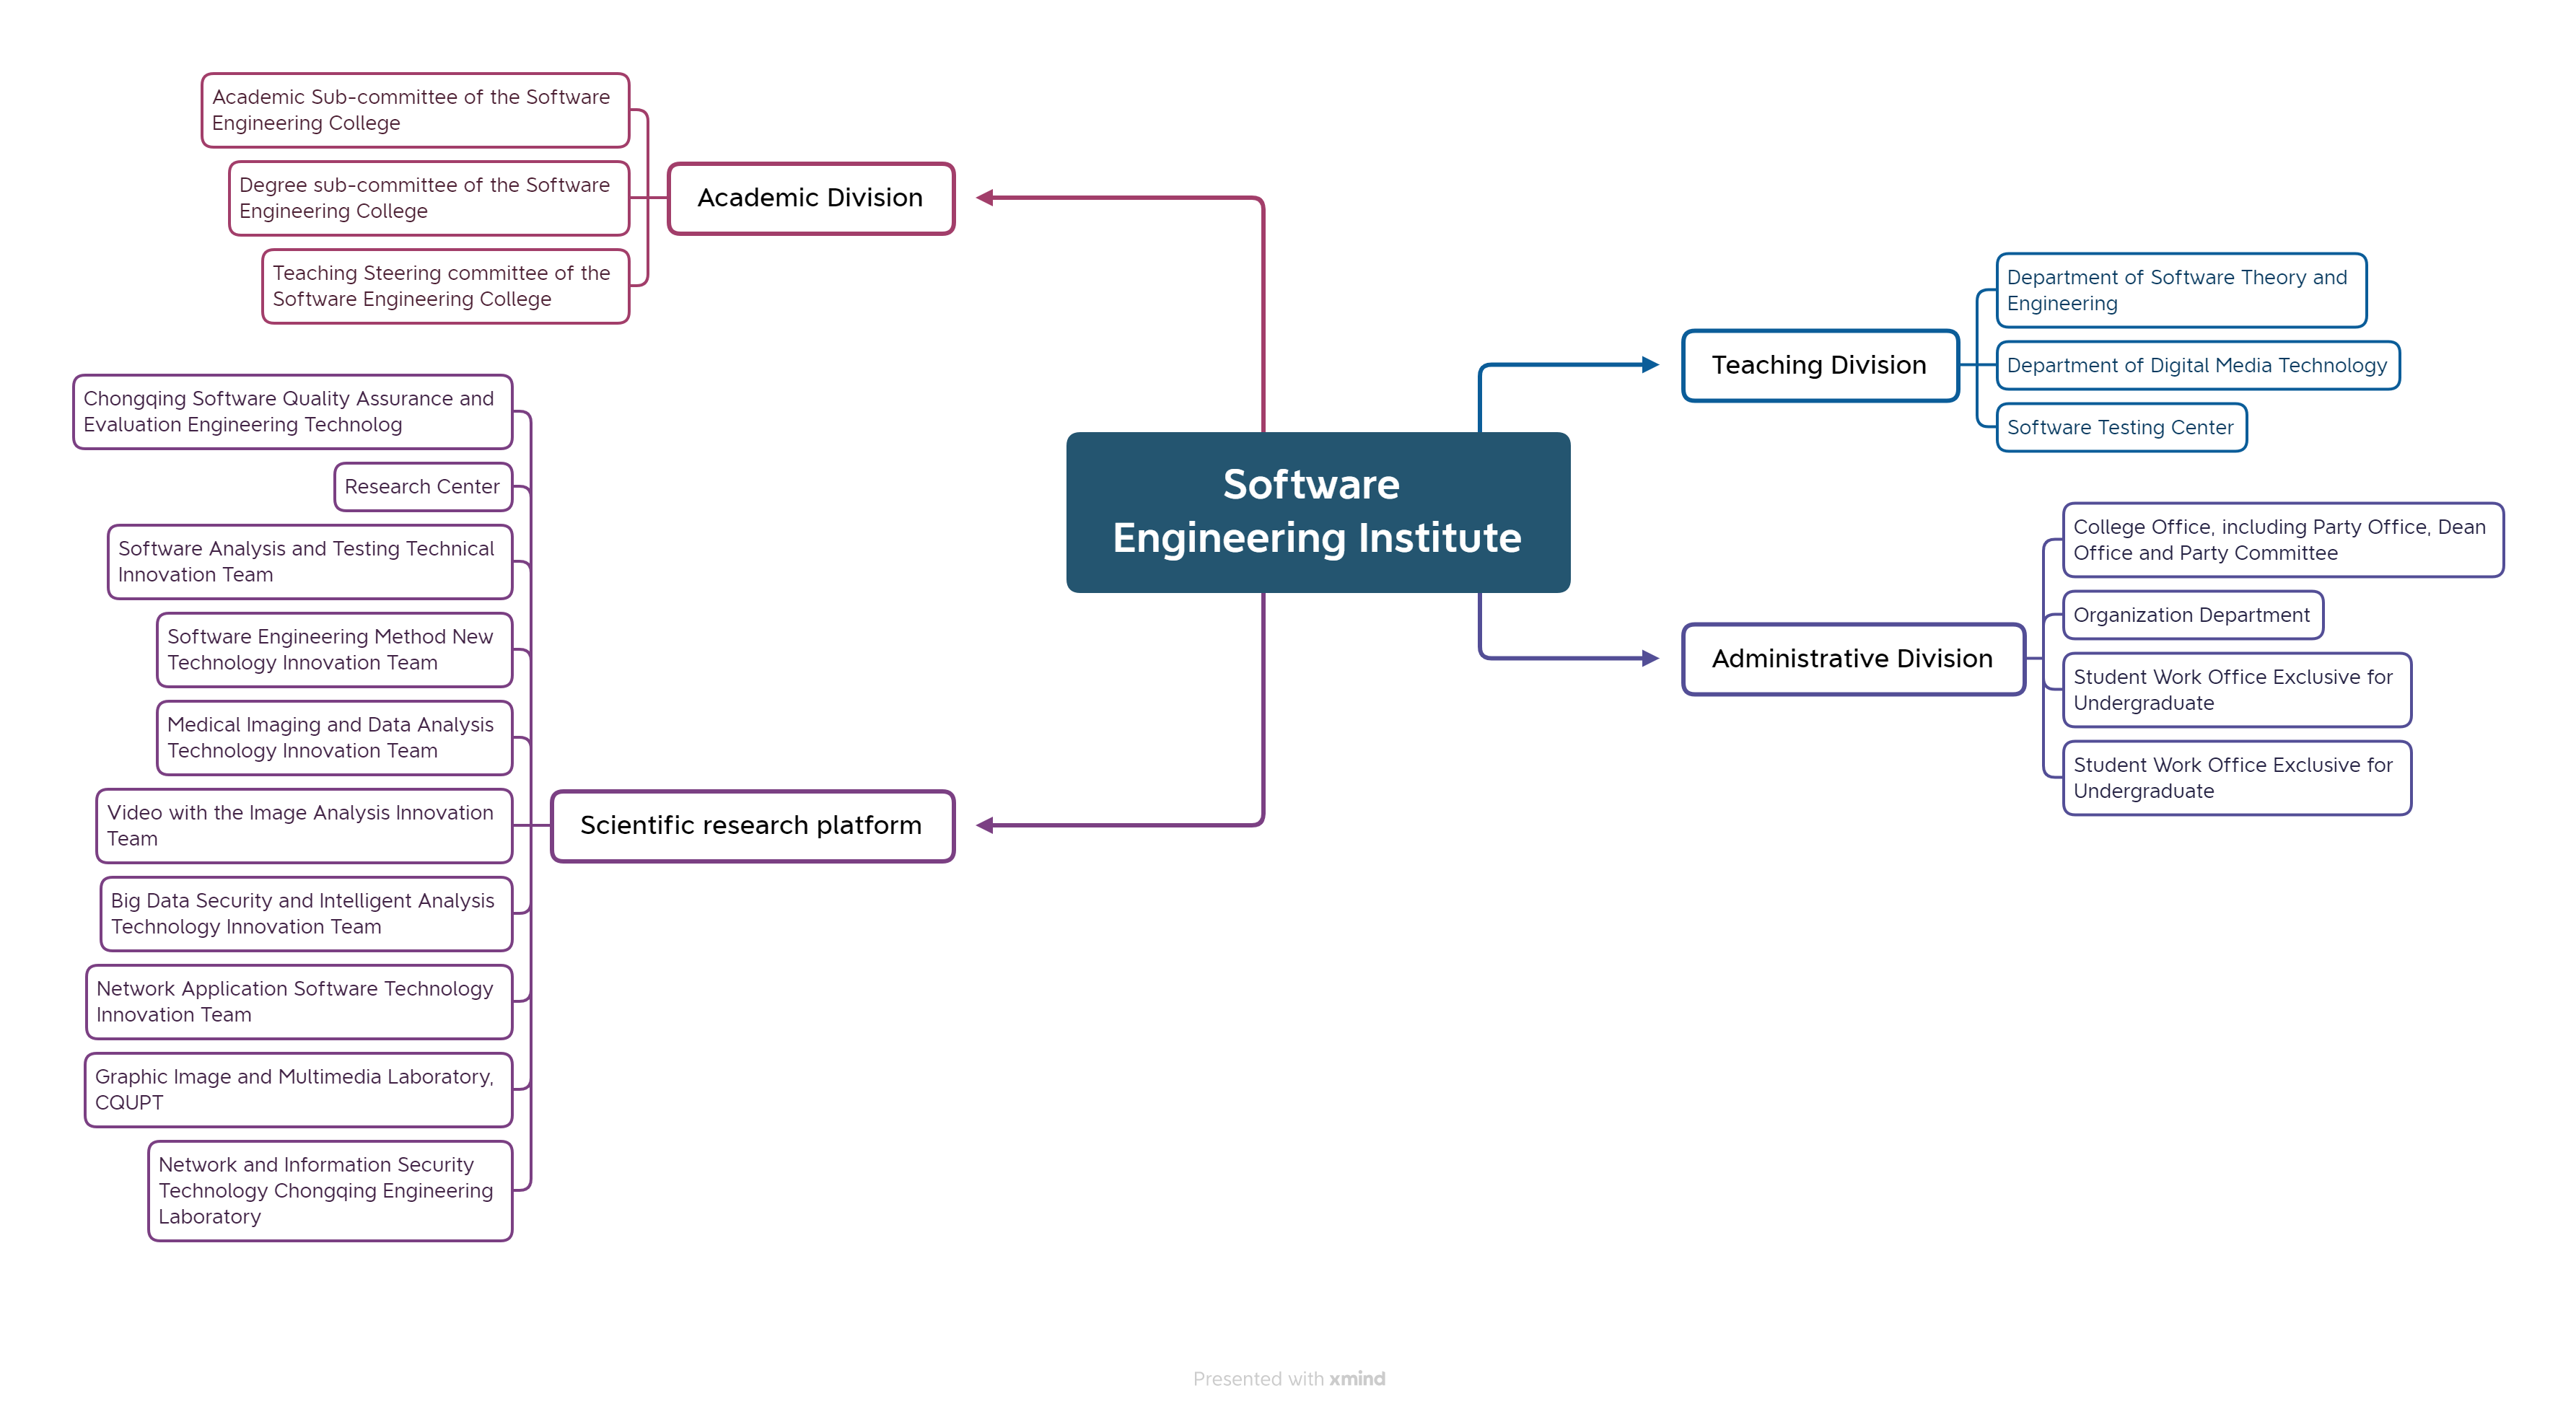 Software
Engineering Institute
Academic Division
Academic Sub-committee of the Software
Engineering College
Degree sub-committee of the Software
Engineering College
Teaching Steering committee of the
Software Engineering College
Teaching Division
Department of Software Theory and
Engineering
Department of Digital Media Technology
Software Testing Center
Administrative Division
College Office, including Party Office, Dean
Office and Party Committee
Organization Department
Student Work Office Exclusive for
Undergraduate
Student Work Office Exclusive for
Undergraduate
Scientific research platform
Chongqing Software Quality Assurance and
Evaluation Engineering Technolog
Research Center
Software Analysis and Testing Technical
Innovation Team
Software Engineering Method New
Technology Innovation Team
Medical Imaging and Data Analysis
Technology Innovation Team
Video with the Image Analysis Innovation
Team
Big Data Security and Intelligent Analysis
Technology Innovation Team
Network Application Software Technology
Innovation Team
Graphic Image and Multimedia Laboratory,
CQUPT
Network and Information Security
Technology Chongqing Engineering
Laboratory
Presented with xmind